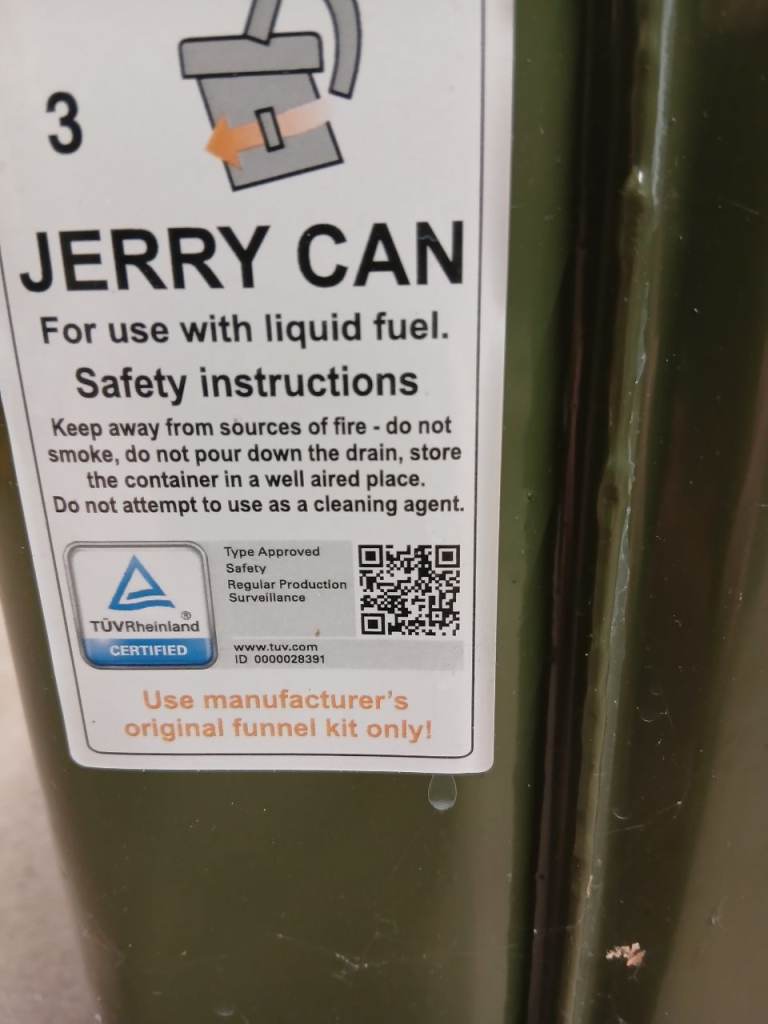 3
JERRY CAN
For use with liquid fuel.
Safety instructions
Keep away from sources of fire - do not
smoke, do not pour down the drain, store
the container in a well aired place.
Do not attempt to use as a cleaning agent.
TÜVRheinland®
CERTIFIED
Type Approved
Safety
Regular Production
Surveillance
www.tuv.com
ID 0000028391
Use manufacturer's
original funnel kit only!